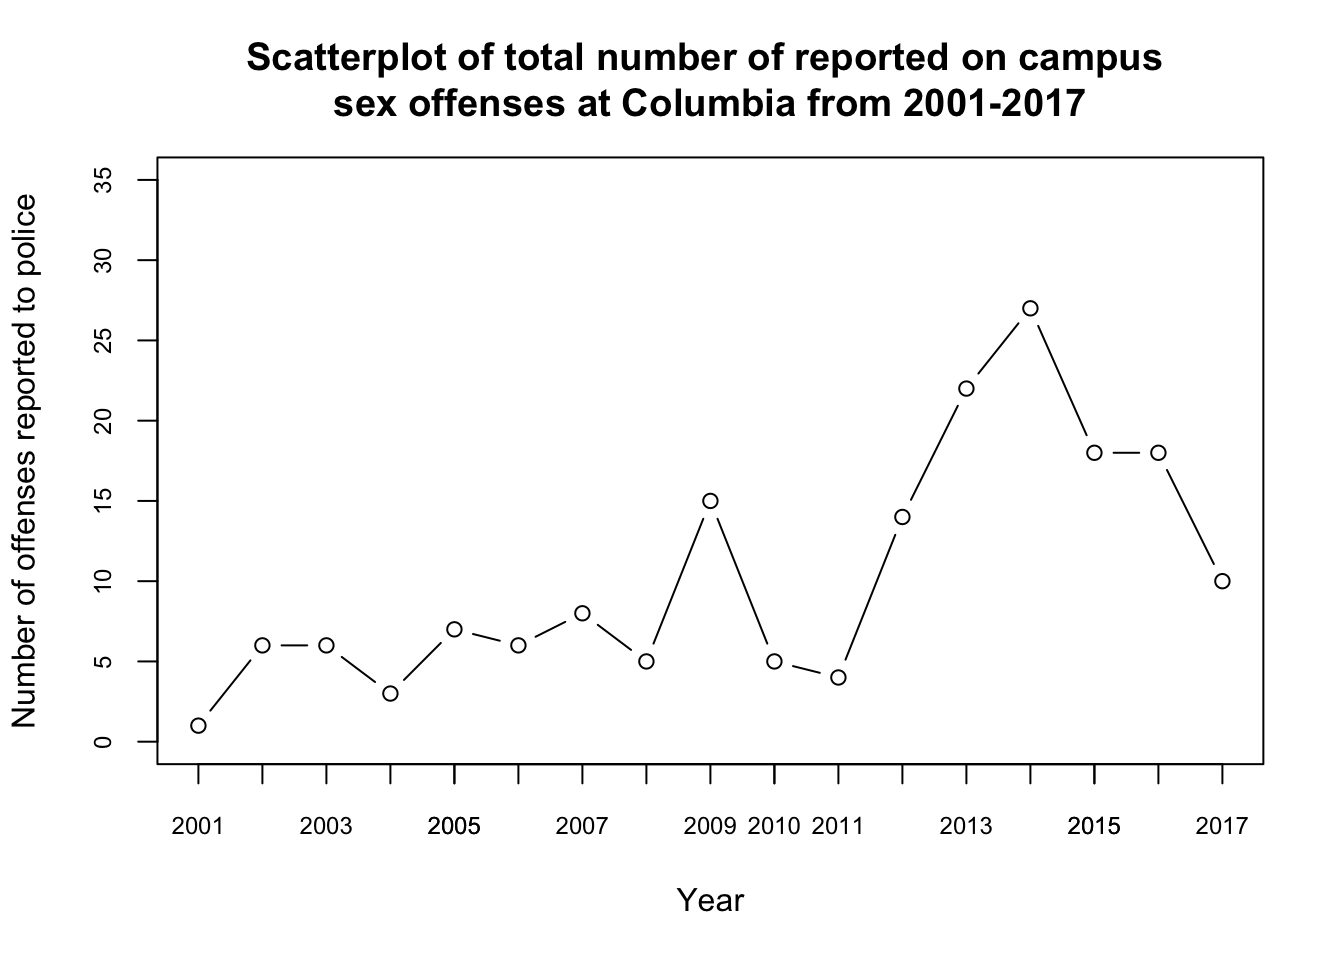 Scatterplot of total number of reported on campus
sex offenses at Columbia from 2001-2017
Number of offenses reported to police
35
30
25
20
15
10
5
0
2001 2003 2005 2007 2009 2010 2011 2013 2015 2017
Year